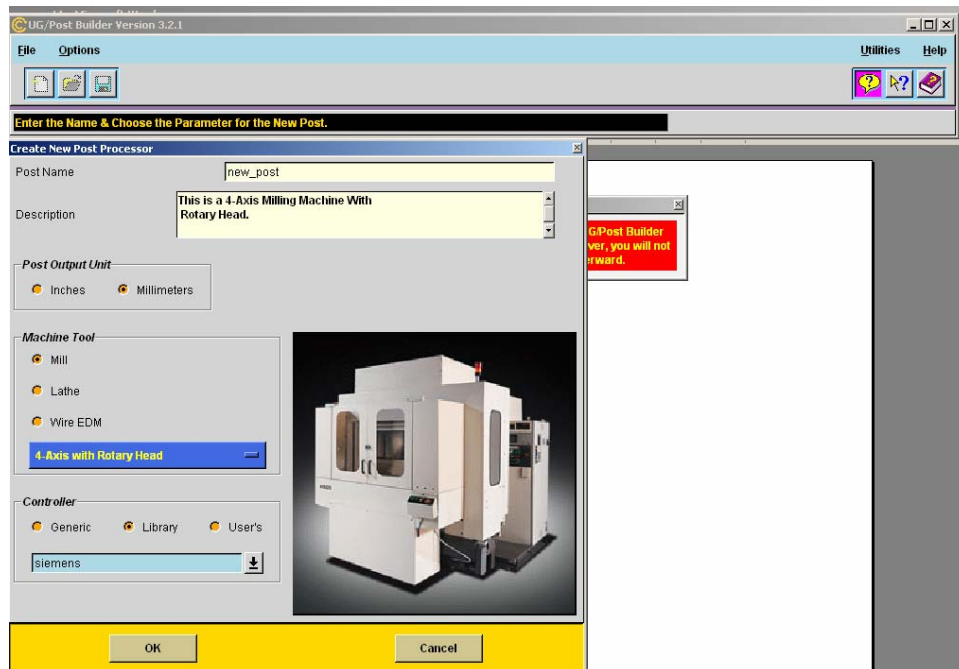 UG/Post Builder Version 3.2.1
File Options Utilities Help
Enter the Name & Choose the Parameter for the New Post.
Create New Post Processor
Post Name new_post
Description
This is a 4-Axis Milling Machine With
Rotary Head.
G/Post Builder
ver, you will not
rward.
Post Output Unit
Inches Millimeters
Machine Tool
Mill
Lathe
Wire EDM
4-Axis with Rotary Head
Controller
Generic Library User's
siemens
OK Cancel